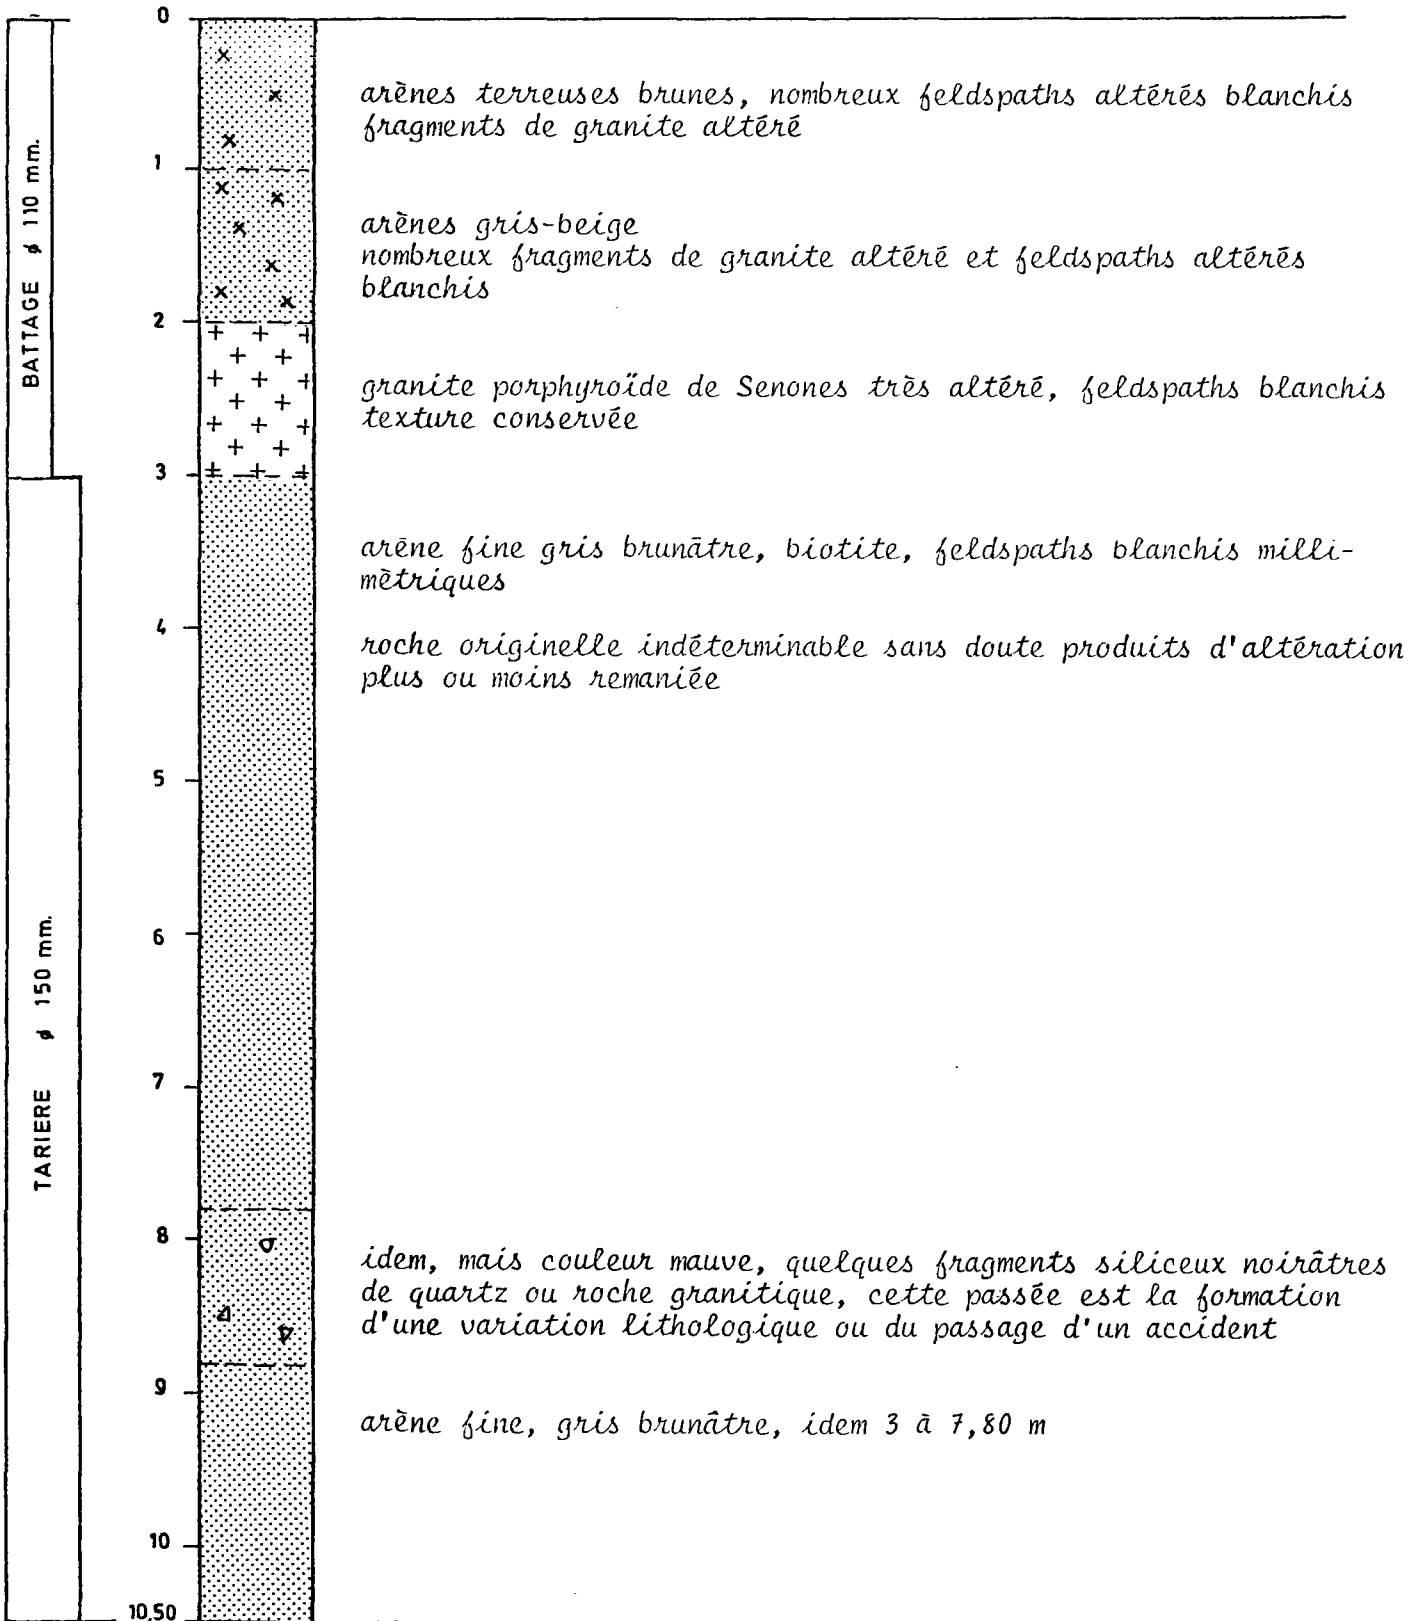 0
arènes terreuses brunes, nombreux feldspaths altérés blanchis
fragments de granite altéré
1
arènes gris-beige
nombreux fragments de granite altéré et feldspaths altérés
blanchis
BATTAGE ø 110 mm.
2
granite porphyroïde de Senones très altéré, feldspaths blanchis
texture conservée
3
arène fine gris brunâtre, biotite, feldspaths blanchis milli-
mètriques
4
roche originelle indéterminable sans doute produits d'altération
plus ou moins remaniée
5
6
TARIERE ø 150 mm.
7
8
idem, mais couleur mauve, quelques fragments siliceux noirâtres
de quartz ou roche granitique, cette passée est la formation
d'une variation lithologique ou du passage d'un accident
9
arène fine, gris brunâtre, idem 3 à 7,80 m
10
10,50